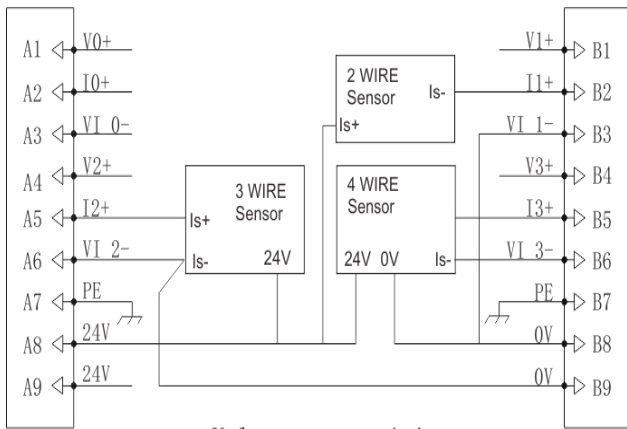 A1 V0+
A2 I0+
A3 VI 0-
A4 V2+
A5 I2+
A6 VI 2-
A7 PE
A8 24V
A9 24V
3 WIRE
Sensor
Is+
Is-
24V
2 WIRE
Sensor
Is-
Is+
4 WIRE
Sensor
24V 0V
Is-
V1+ B1
I1+ B2
VI 1- B3
V3+ B4
I3+ B5
VI 3- B6
PE B7
0V B8
0V B9